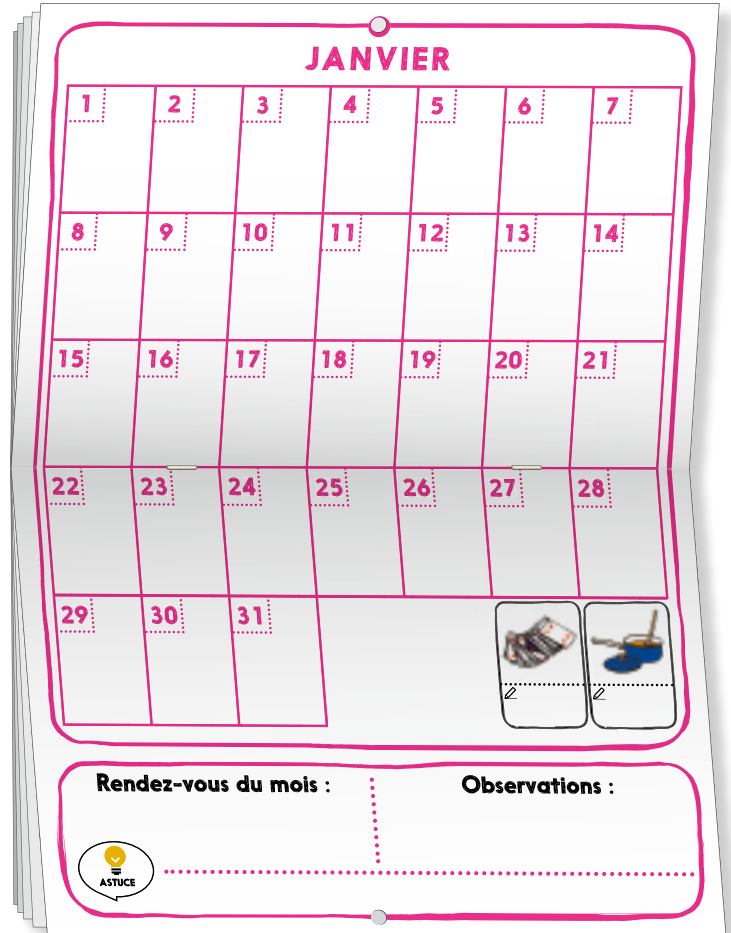 JANVIER
1 2 3 4 5 6 7
8 9 10 11 12 13 14
15 16 17 18 19 20 21
22 23 24 25 26 27 28
29 30 31
Rendez-vous du mois :
Observations :
ASTUCE